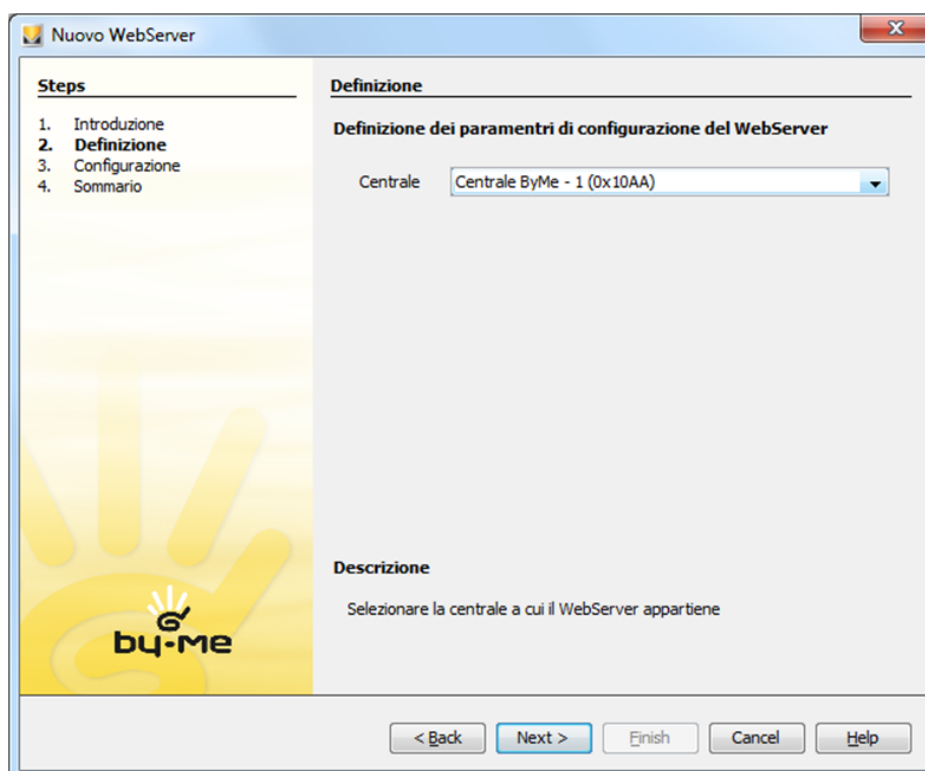 Nuovo WebServer
Steps
1. Introduzione
2. Definizione
3. Configurazione
4. Sommario
by-me
Definizione
Definizione dei paramentri di configurazione del WebServer
Centrale Centrale ByMe - 1 (0x10AA)
Descrizione
Selezionare la centrale a cui il WebServer appartiene
< Back Next > Finish Cancel Help